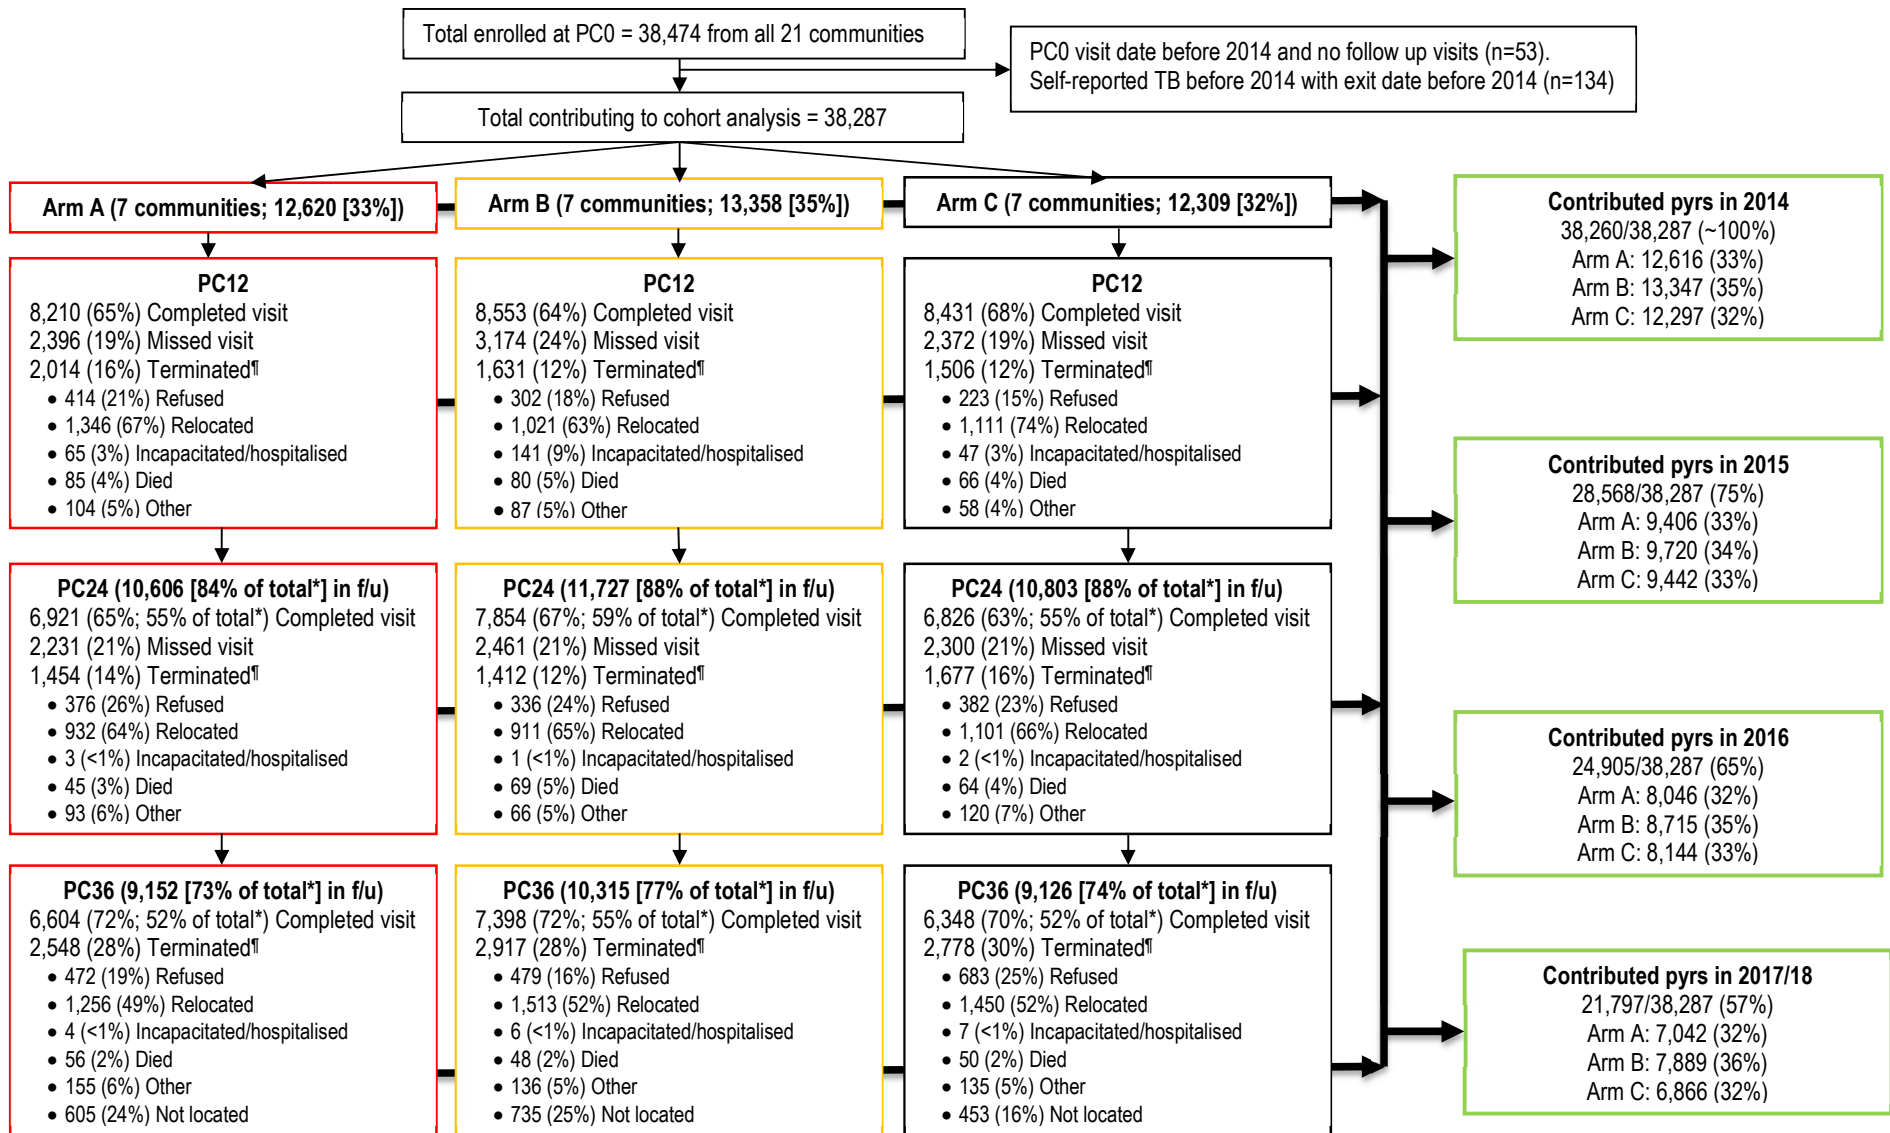 Total enrolled at PC0 = 38,474 from all 21 communities
PC0 visit date before 2014 and no follow up visits (n=53).
Self-reported TB before 2014 with exit date before 2014 (n=134)
Total contributing to cohort analysis = 38,287
Arm A (7 communities; 12,620 [33%])
Arm B (7 communities; 13,358 [35%])
Arm C (7 communities; 12,309 [32%])
PC12
8,210 (65%) Completed visit
2,396 (19%) Missed visit
2,014 (16%) Terminated¶
• 414 (21%) Refused
• 1,346 (67%) Relocated
• 65 (3%) Incapacitated/hospitalised
• 85 (4%) Died
• 104 (5%) Other
PC12
8,553 (64%) Completed visit
3,174 (24%) Missed visit
1,631 (12%) Terminated¶
• 302 (18%) Refused
• 1,021 (63%) Relocated
• 141 (9%) Incapacitated/hospitalised
• 80 (5%) Died
• 87 (5%) Other
PC12
8,431 (68%) Completed visit
2,372 (19%) Missed visit
1,506 (12%) Terminated¶
• 223 (15%) Refused
• 1,111 (74%) Relocated
• 47 (3%) Incapacitated/hospitalised
• 66 (4%) Died
• 58 (4%) Other
PC24 (10,606 [84% of total*] in f/u)
6,921 (65%; 55% of total*) Completed visit
2,231 (21%) Missed visit
1,454 (14%) Terminated¶
• 376 (26%) Refused
• 932 (64%) Relocated
• 3 (<1%) Incapacitated/hospitalised
• 45 (3%) Died
• 93 (6%) Other
PC24 (11,727 [88% of total*] in f/u)
7,854 (67%; 59% of total*) Completed visit
2,461 (21%) Missed visit
1,412 (12%) Terminated¶
• 336 (24%) Refused
• 911 (65%) Relocated
• 1 (<1%) Incapacitated/hospitalised
• 69 (5%) Died
• 66 (5%) Other
PC24 (10,803 [88% of total*] in f/u)
6,826 (63%; 55% of total*) Completed visit
2,300 (21%) Missed visit
1,677 (16%) Terminated¶
• 382 (23%) Refused
• 1,101 (66%) Relocated
• 2 (<1%) Incapacitated/hospitalised
• 64 (4%) Died
• 120 (7%) Other
PC36 (9,152 [73% of total*] in f/u)
6,604 (72%; 52% of total*) Completed visit
2,548 (28%) Terminated¶
• 472 (19%) Refused
• 1,256 (49%) Relocated
• 4 (<1%) Incapacitated/hospitalised
• 56 (2%) Died
• 155 (6%) Other
• 605 (24%) Not located
PC36 (10,315 [77% of total*] in f/u)
7,398 (72%; 55% of total*) Completed visit
2,917 (28%) Terminated¶
• 479 (16%) Refused
• 1,513 (52%) Relocated
• 6 (<1%) Incapacitated/hospitalised
• 48 (2%) Died
• 136 (5%) Other
• 735 (25%) Not located
PC36 (9,126 [74% of total*] in f/u)
6,348 (70%; 52% of total*) Completed visit
2,778 (30%) Terminated¶
• 683 (25%) Refused
• 1,450 (52%) Relocated
• 7 (<1%) Incapacitated/hospitalised
• 50 (2%) Died
• 135 (5%) Other
• 453 (16%) Not located
Contributed pyrs in 2014
38,260/38,287 (~100%)
Arm A: 12,616 (33%)
Arm B: 13,347 (35%)
Arm C: 12,297 (32%)
Contributed pyrs in 2015
28,568/38,287 (75%)
Arm A: 9,406 (33%)
Arm B: 9,720 (34%)
Arm C: 9,442 (33%)
Contributed pyrs in 2016
24,905/38,287 (65%)
Arm A: 8,046 (32%)
Arm B: 8,715 (35%)
Arm C: 8,144 (33%)
Contributed pyrs in 2017/18
21,797/38,287 (57%)
Arm A: 7,042 (32%)
Arm B: 7,889 (36%)
Arm C: 6,866 (32%)